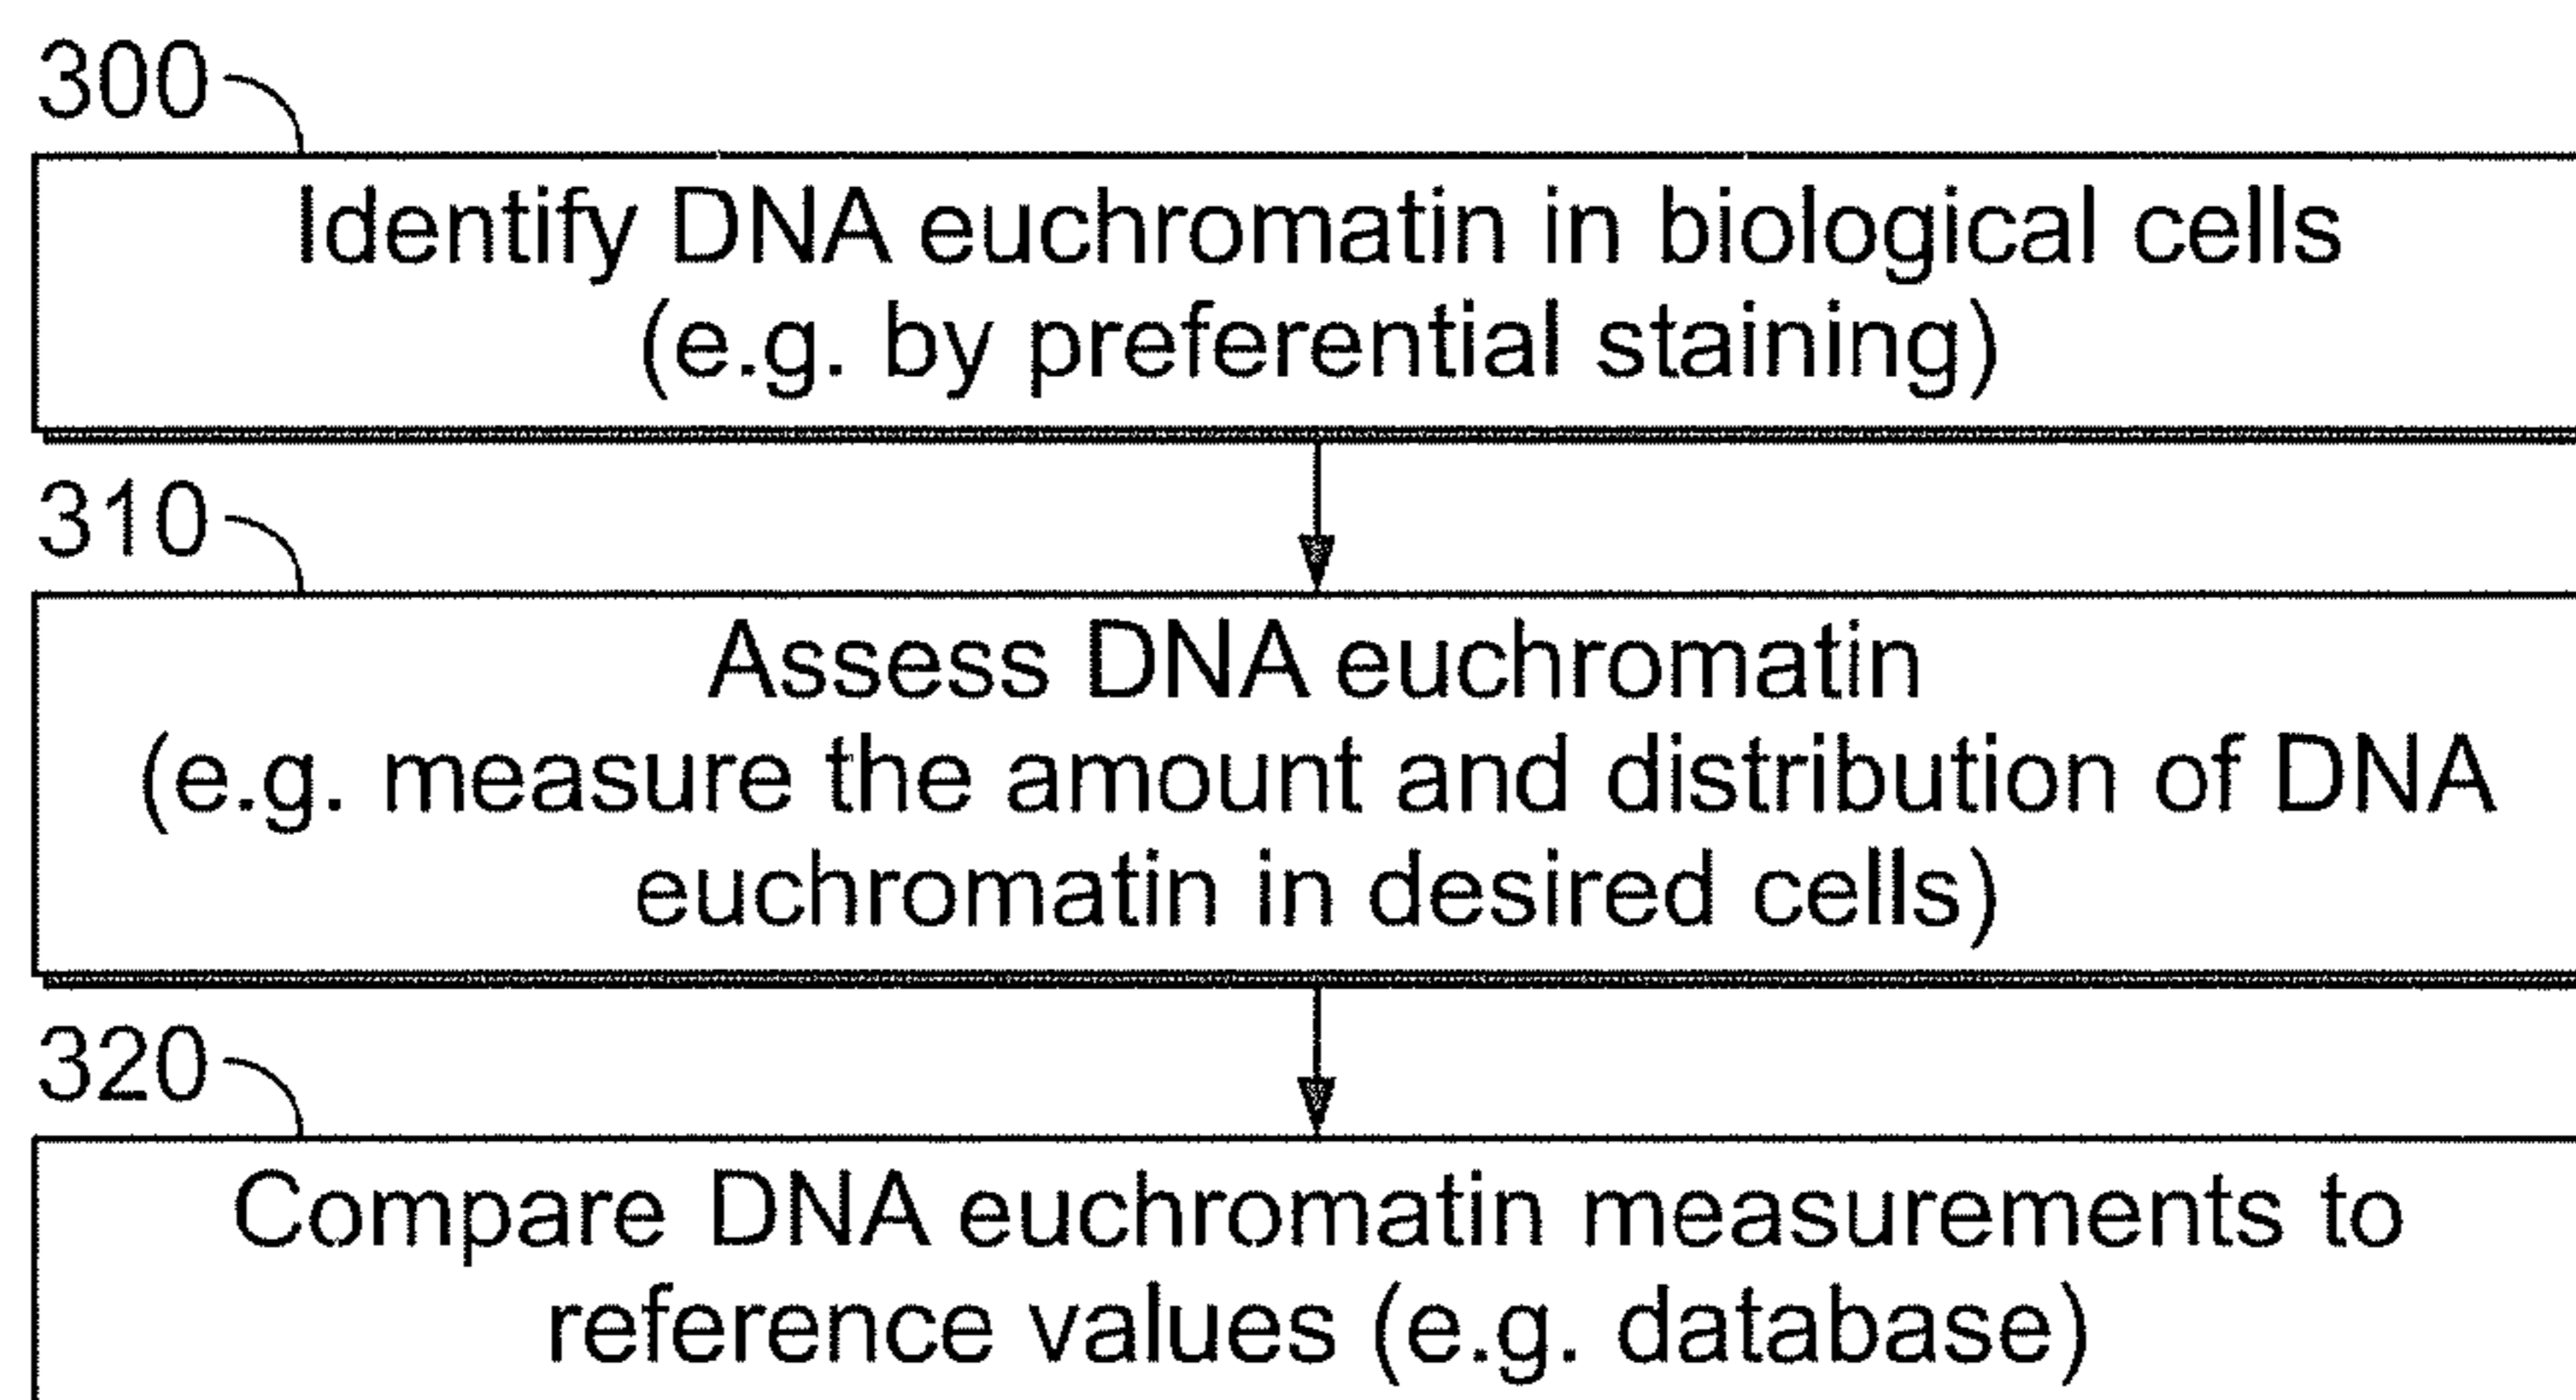 300
Identify DNA euchromatin in biological cells
(e.g. by preferential staining)
310
Assess DNA euchromatin
(e.g. measure the amount and distribution of DNA
euchromatin in desired cells)
320
Compare DNA euchromatin measurements to
reference values (e.g. database)